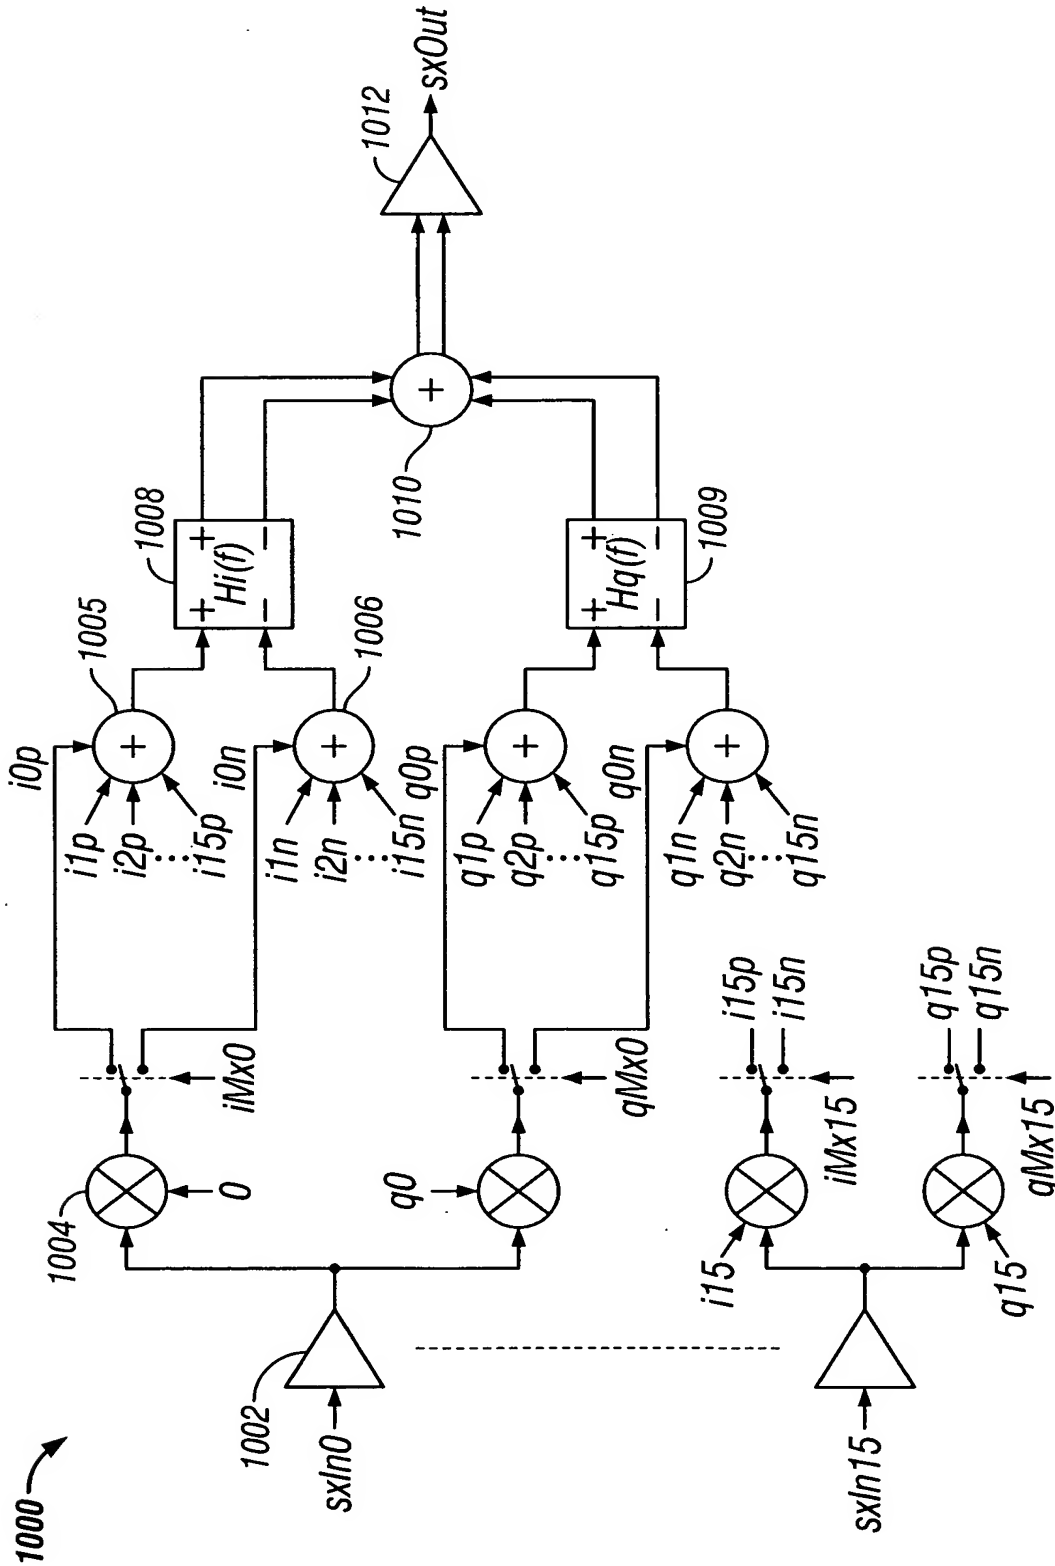 1000
sxIn0
1002
1004
0
iMx0
i0p
i1p
i2p
i15p
1005
i0n
i1n
i2n
i15n
1006
1008
+ +
Hi(f)
− −
q0
qMx0
q0p
q1p
q2p
q15p
q0n
q1n
q2n
q15n
+ +
Hq(f)
− −
1009
+
+
+
+
+
1010
1012
sxOut
sxIn15
i15
iMx15
i15p
i15n
q15
qMx15
q15p
q15n